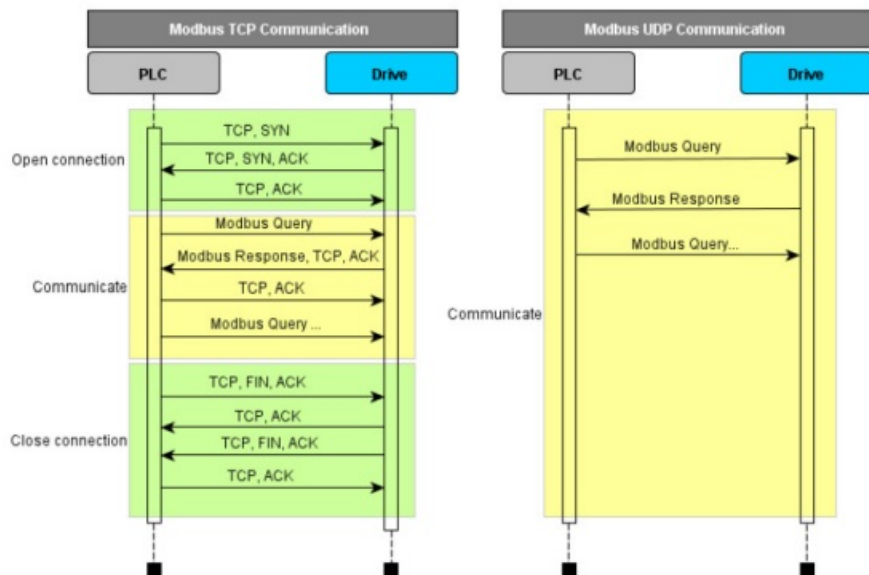 Modbus TCP Communication
PLC
Drive
Open connection
TCP, SYN
TCP, SYN, ACK
TCP, ACK
Communicate
Modbus Query
Modbus Response, TCP, ACK
TCP, ACK
Modbus Query ...
Close connection
TCP, FIN, ACK
TCP, ACK
TCP, FIN, ACK
TCP, ACK
Modbus UDP Communication
PLC
Drive
Communicate
Modbus Query
Modbus Response
Modbus Query...